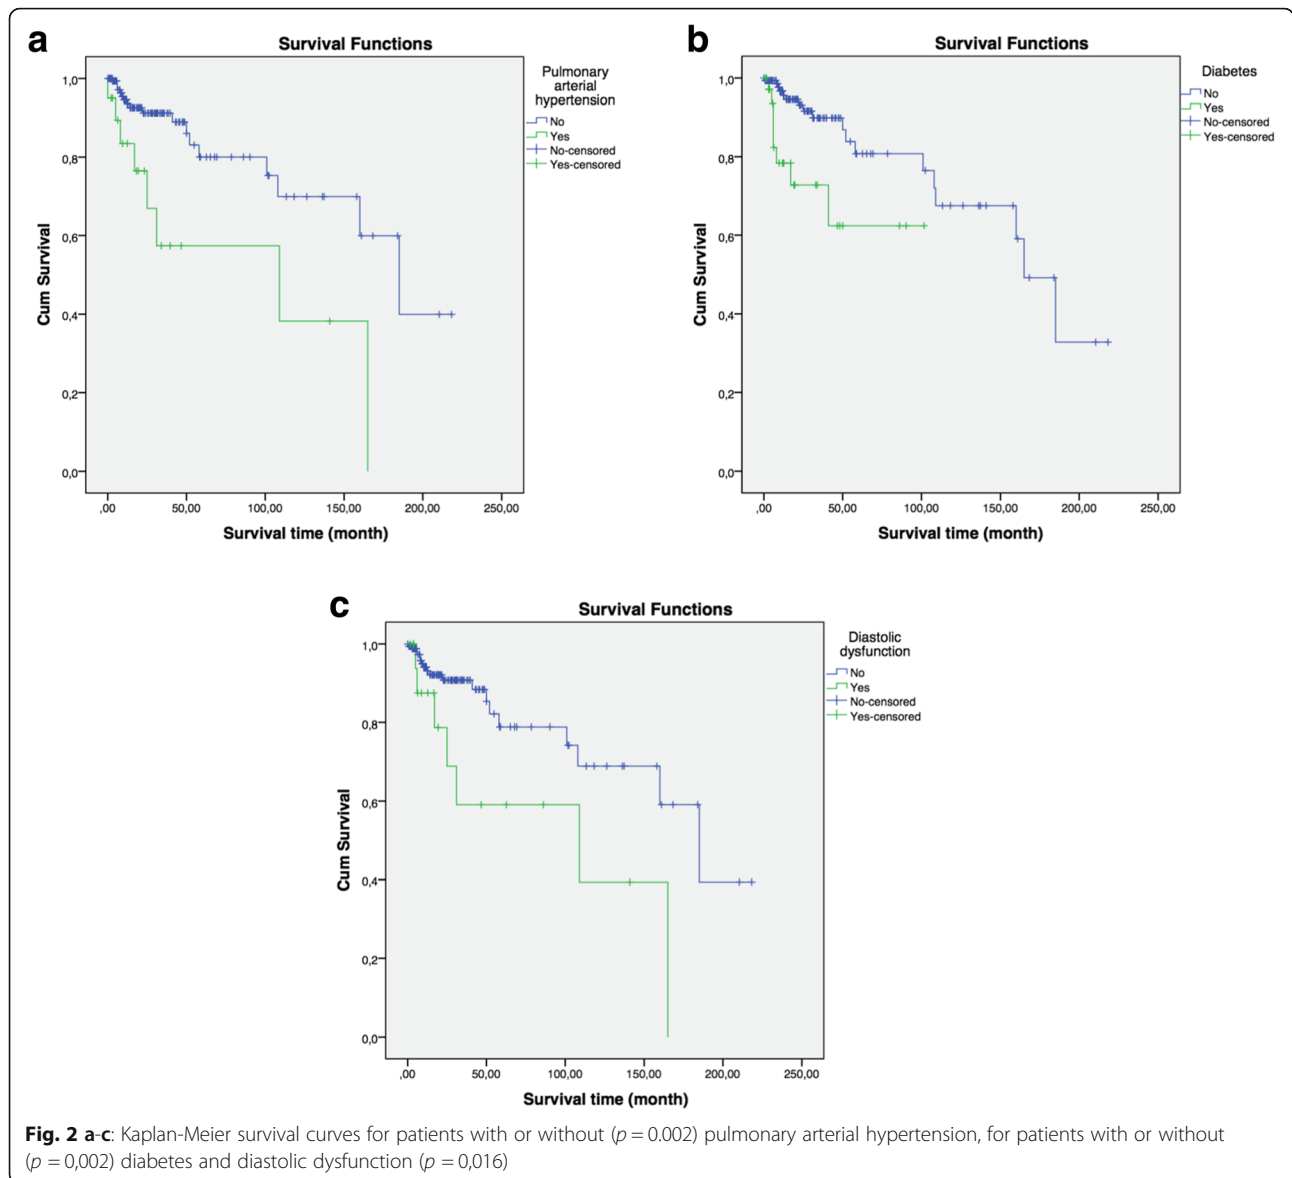 a
Survival Functions
Pulmonary
arterial
hypertension
No
Yes
No-censored
Yes-censored
1,0
0,8
0,6
0,4
0,2
0,0
Cum Survival
,00 50,00 100,00 150,00 200,00 250,00
Survival time (month)
b
Survival Functions
Diabetes
No
Yes
No-censored
Yes-censored
1,0
0,8
0,6
0,4
0,2
0,0
Cum Survival
,00 50,00 100,00 150,00 200,00 250,00
Survival time (month)
c
Survival Functions
Diastolic
dysfunction
No
Yes
No-censored
Yes-censored
1,0
0,8
0,6
0,4
0,2
0,0
Cum Survival
,00 50,00 100,00 150,00 200,00 250,00
Survival time (month)
Fig. 2 a-c: Kaplan-Meier survival curves for patients with or without (p = 0.002) pulmonary arterial hypertension, for patients with or without
(p = 0,002) diabetes and diastolic dysfunction (p = 0,016)